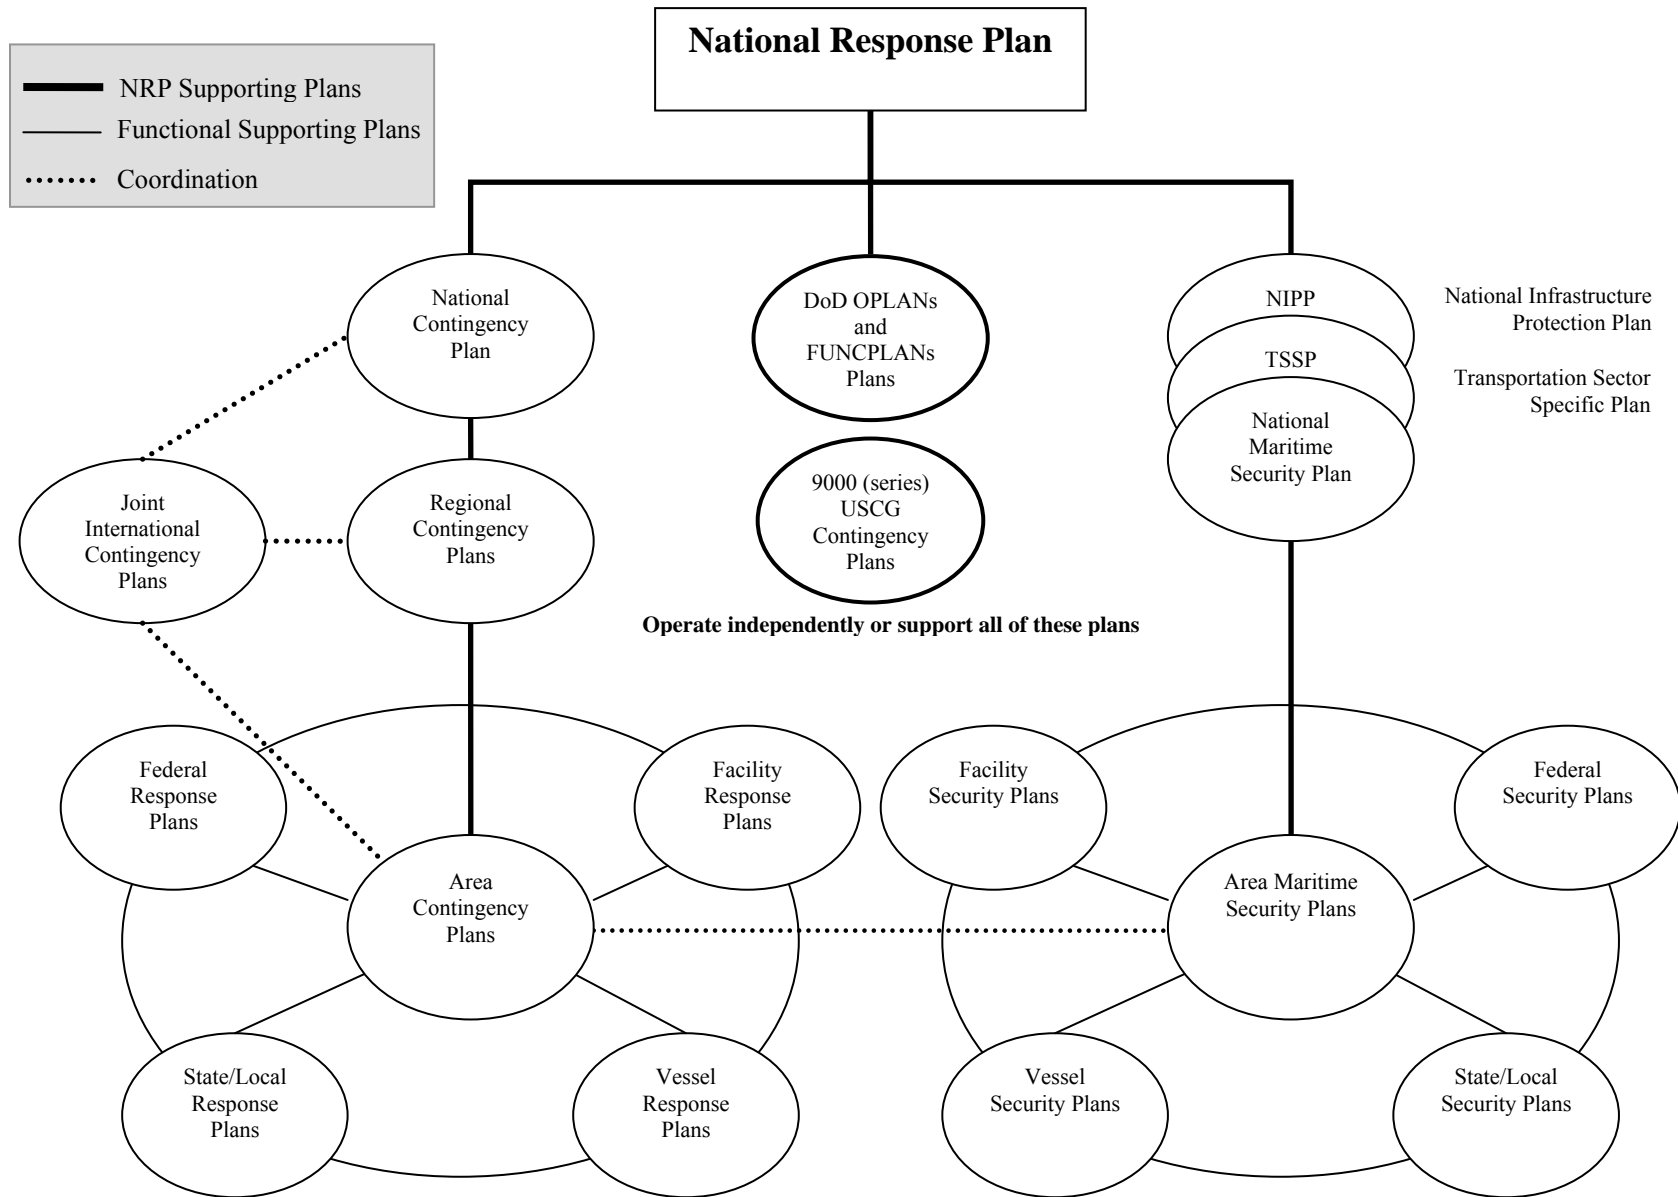 National Response Plan
NRP Supporting Plans
Functional Supporting Plans
Coordination
National
Contingency
Plan
DoD OPLANs
and
FUNCPLANs
Plans
NIPP
National Infrastructure
Protection Plan
TSSP
Transportation Sector
Specific Plan
National
Maritime
Security Plan
Joint
International
Contingency
Plans
Regional
Contingency
Plans
9000 (series)
USCG
Contingency
Plans
Operate independently or support all of these plans
Federal
Response
Plans
Facility
Response
Plans
Facility
Security Plans
Federal
Security Plans
Area
Contingency
Plans
Area Maritime
Security Plans
State/Local
Response
Plans
Vessel
Response
Plans
Vessel
Security Plans
State/Local
Security Plans